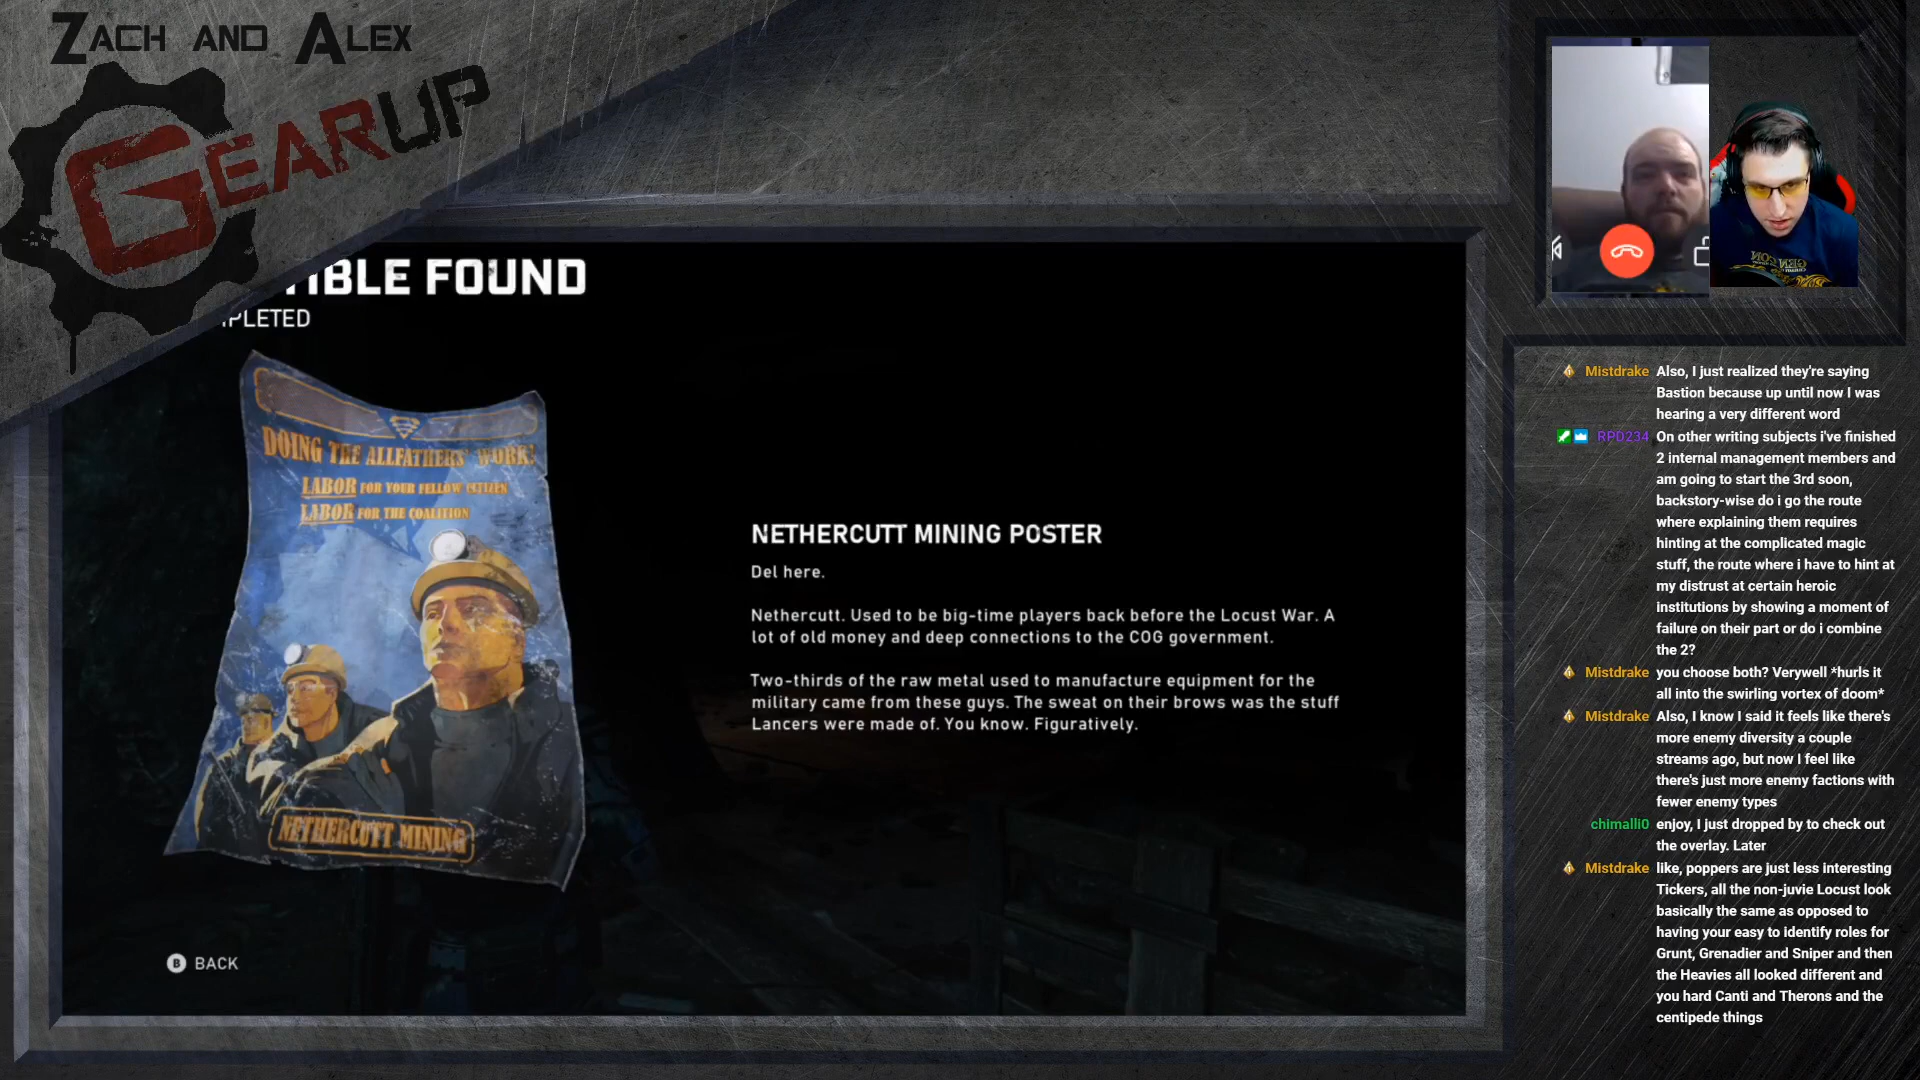 ZACH AND ALEX
GEARUP
IBLE FOUND
PLETED
DOING THE ALLFATHERS' WORK!
LABOR FOR YOUR FELLOW CITIZEN
LABOR FOR THE COALITION
NETHERCUTT MINING
NETHERCUTT MINING POSTER
Del here.
Nethercutt. Used to be big-time players back before the Locust War. A
lot of old money and deep connections to the COG government.
Two-thirds of the raw metal used to manufacture equipment for the
military came from these guys. The sweat on their brows was the stuff
Lancers were made of. You know. Figuratively.
B BACK
Mistdrake Also, I just realized they're saying
Bastion because up until now I was
hearing a very different word
RPD234 On other writing subjects i've finished
2 internal management members and
am going to start the 3rd soon,
backstory-wise do i go the route
where explaining them requires
hinting at the complicated magic
stuff, the route where i have to hint at
my distrust at certain heroic
institutions by showing a moment of
failure on their part or do i combine
the 2?
Mistdrake you choose both? Verywell *hurls it
all into the swirling vortex of doom*
Mistdrake Also, I know I said it feels like there's
more enemy diversity a couple
streams ago, but now I feel like
there's just more enemy factions with
fewer enemy types
chimalli0 enjoy, I just dropped by to check out
the overlay. Later
Mistdrake like, poppers are just less interesting
Tickers, all the non-juvie Locust look
basically the same as opposed to
having your easy to identify roles for
Grunt, Grenadier and Sniper and then
the Heavies all looked different and
you hard Canti and Therons and the
centipede things